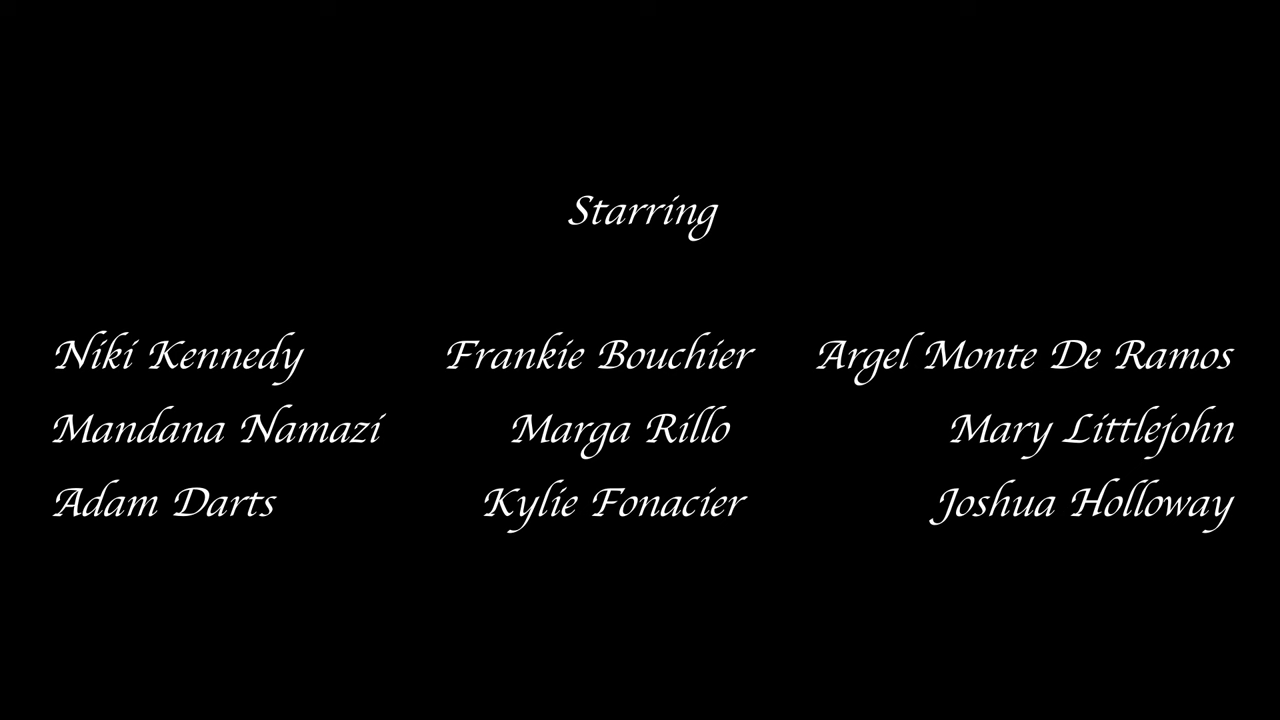 Starring
Niki Kennedy Frankie Bouchier Argel Monte De Ramos
Mandana Namazi Marga Rillo Mary Littlejohn
Adam Darts Kylie Fonacier Joshua Holloway